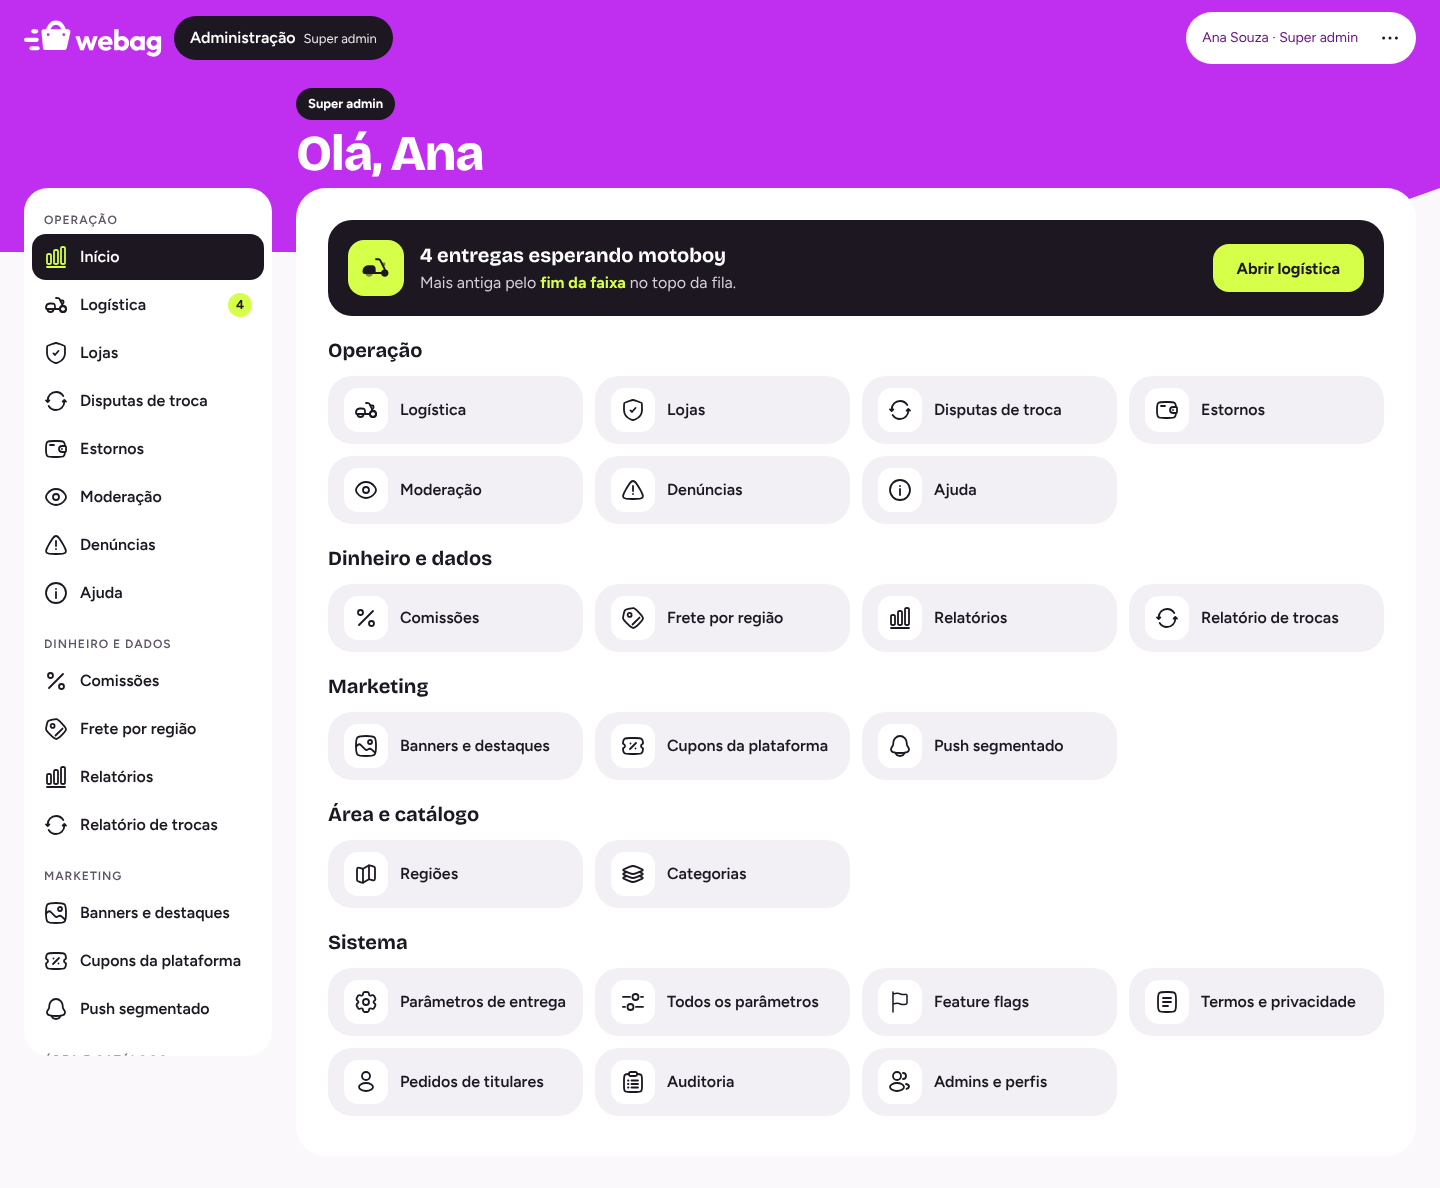 webag
Administração Super admin
Ana Souza · Super admin
Super admin
Olá, Ana
OPERAÇÃO
Início
Logística 4
Lojas
Disputas de troca
Estornos
Moderação
Denúncias
Ajuda
DINHEIRO E DADOS
Comissões
Frete por região
Relatórios
Relatório de trocas
MARKETING
Banners e destaques
Cupons da plataforma
Push segmentado
4 entregas esperando motoboy
Mais antiga pelo fim da faixa no topo da fila.
Abrir logística
Operação
Logística
Lojas
Disputas de troca
Estornos
Moderação
Denúncias
Ajuda
Dinheiro e dados
Comissões
Frete por região
Relatórios
Relatório de trocas
Marketing
Banners e destaques
Cupons da plataforma
Push segmentado
Área e catálogo
Regiões
Categorias
Sistema
Parâmetros de entrega
Todos os parâmetros
Feature flags
Termos e privacidade
Pedidos de titulares
Auditoria
Admins e perfis